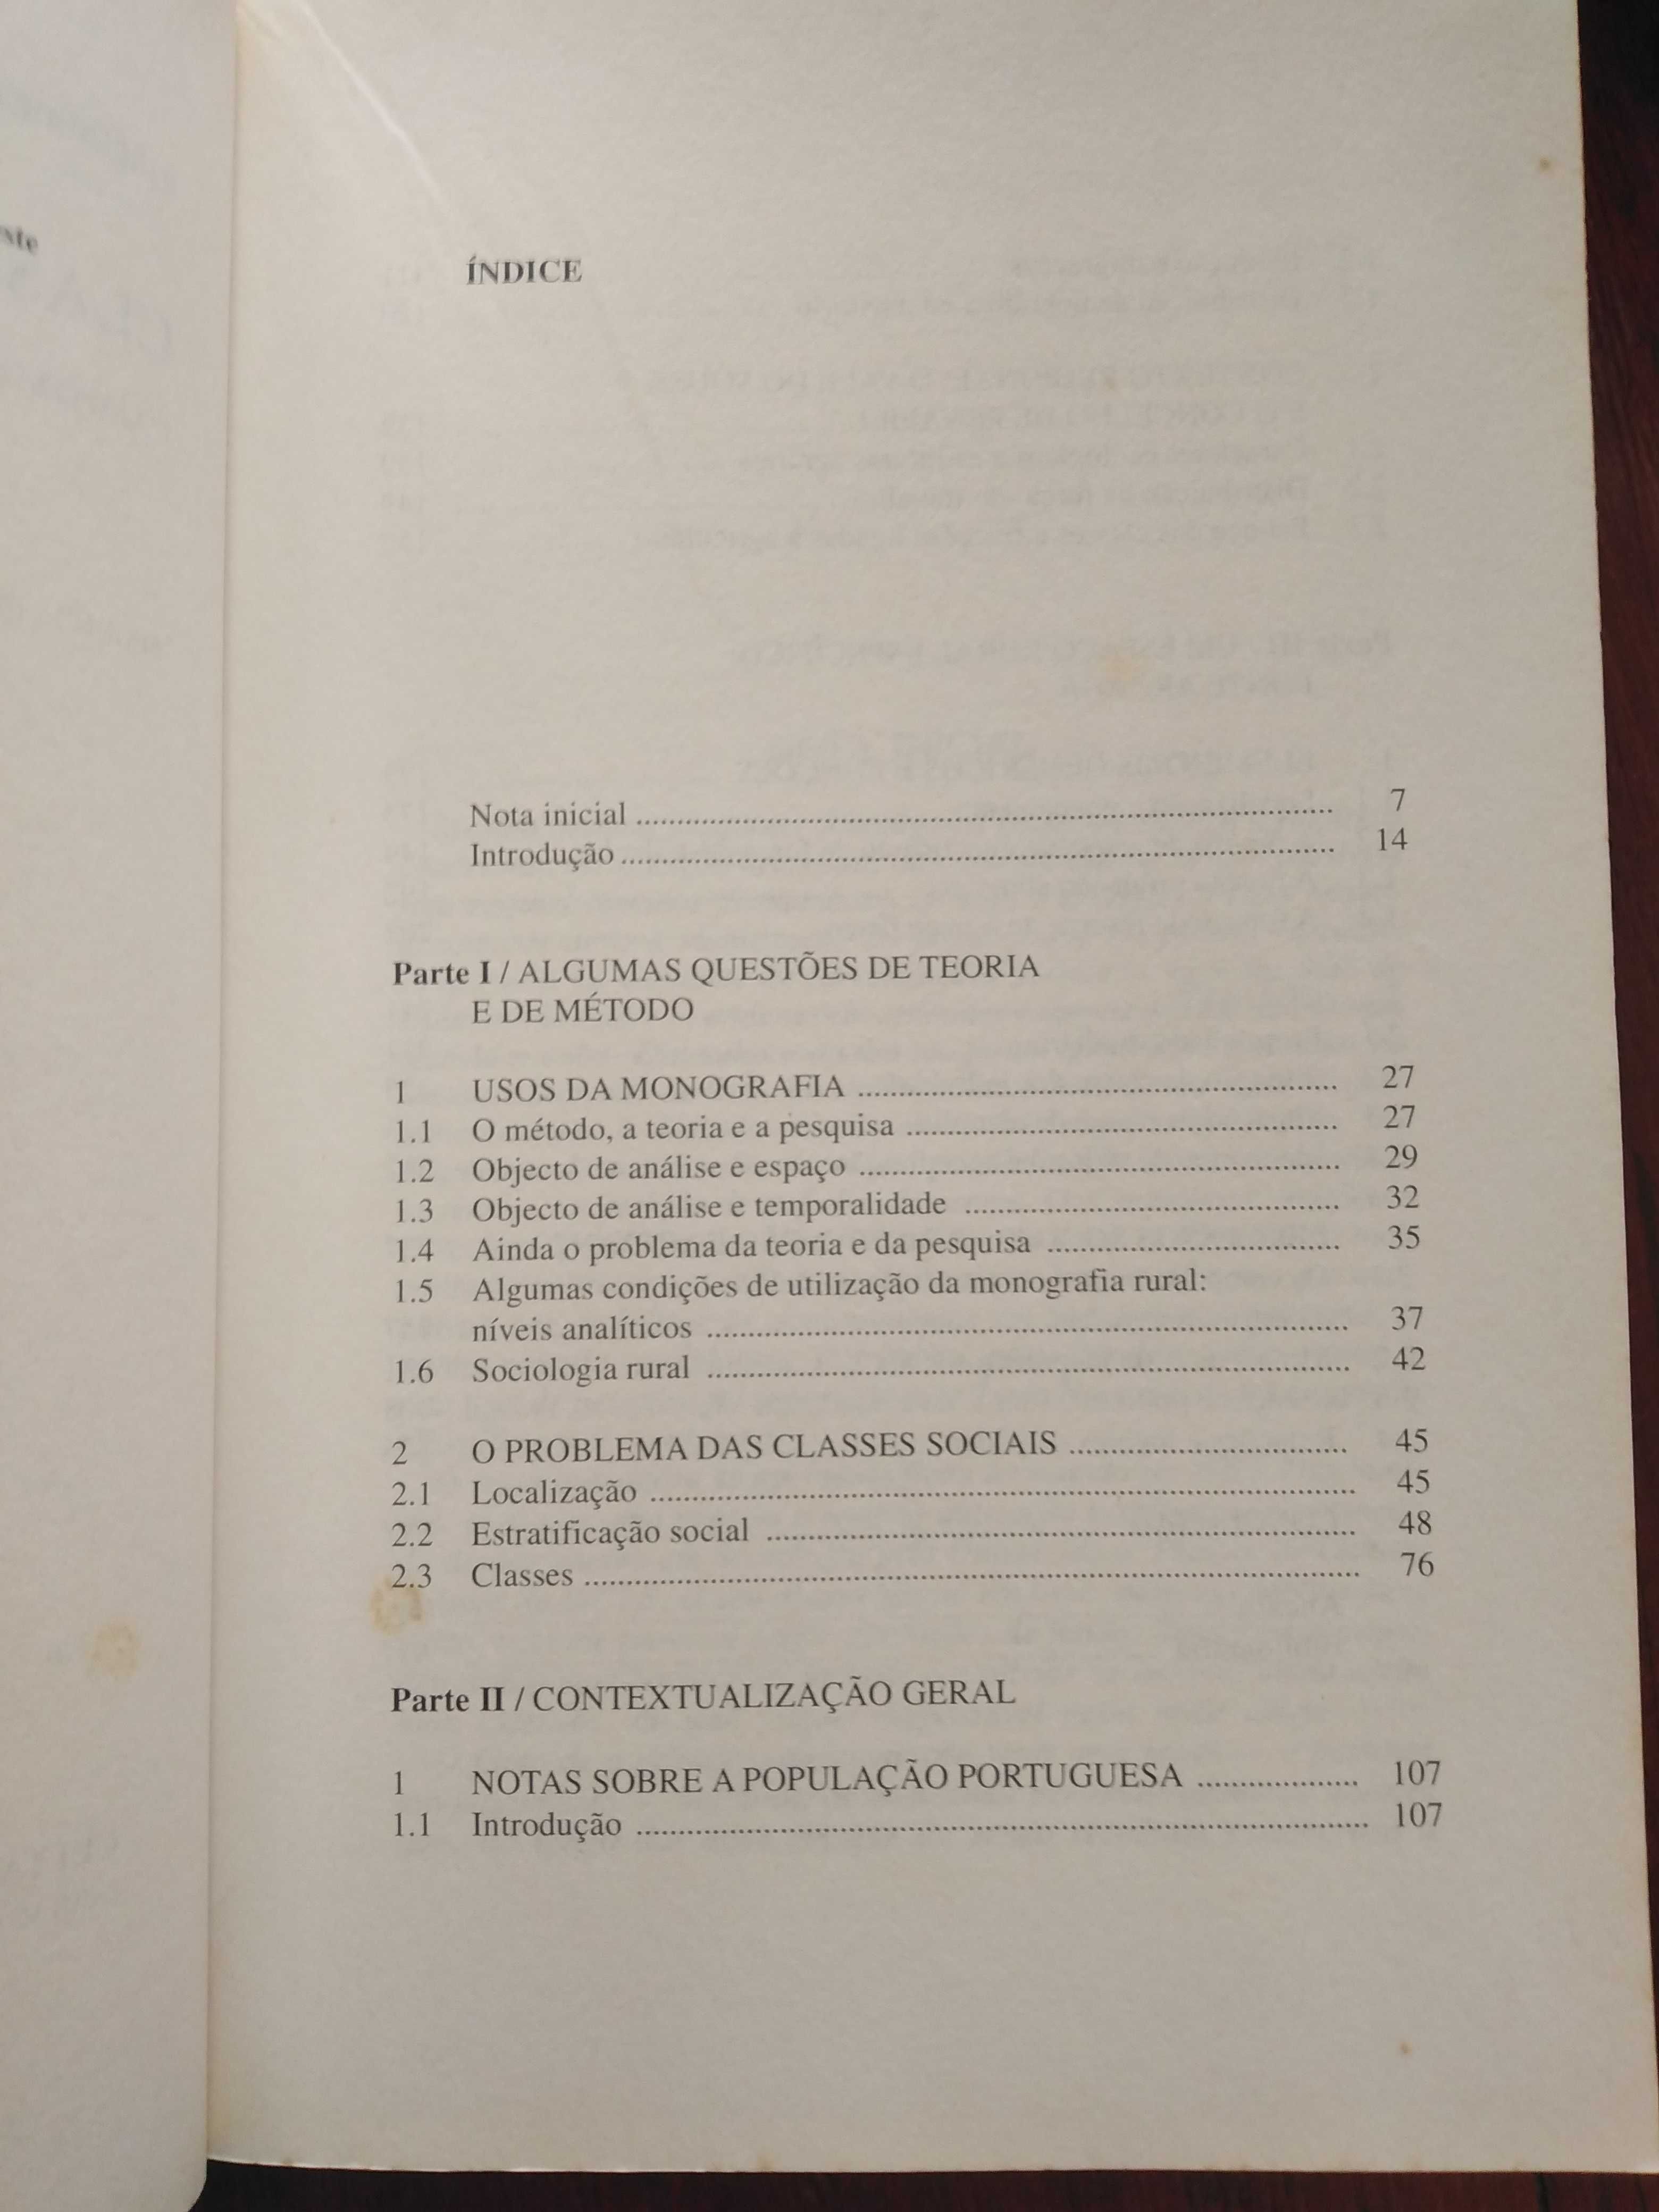 ÍNDICE
Nota inicial ........ 7
Introdução ........ 14
Parte I / ALGUMAS QUESTÕES DE TEORIA
E DE MÉTODO
1 USOS DA MONOGRAFIA ........ 27
1.1 O método, a teoria e a pesquisa ........ 27
1.2 Objecto de análise e espaço ........ 29
1.3 Objecto de análise e temporalidade ........ 32
1.4 Ainda o problema da teoria e da pesquisa ........ 35
1.5 Algumas condições de utilização da monografia rural:
níveis analíticos ........ 37
1.6 Sociologia rural ........ 42
2 O PROBLEMA DAS CLASSES SOCIAIS ........ 45
2.1 Localização ........ 45
2.2 Estratificação social ........ 48
2.3 Classes ........ 76
Parte II / CONTEXTUALIZAÇÃO GERAL
1 NOTAS SOBRE A POPULAÇÃO PORTUGUESA ........ 107
1.1 Introdução ........ 107